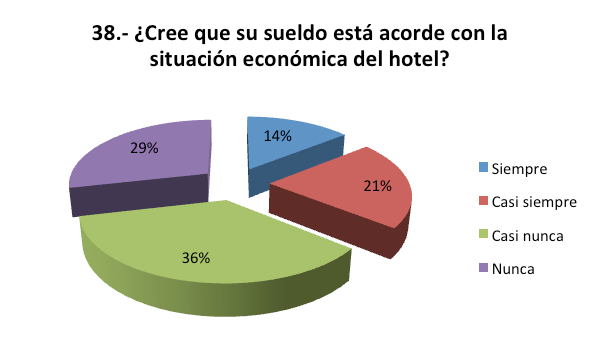 38.- ¿Cree que su sueldo está acorde con la
situación económica del hotel?
14%
29%
21%
36%
Siempre
Casi siempre
Casi nunca
Nunca